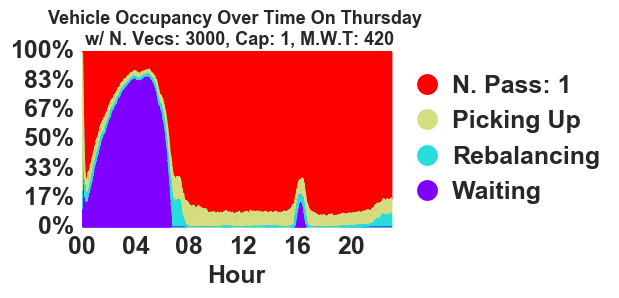 Vehicle Occupancy Over Time On Thursday
w/ N. Vecs: 3000, Cap: 1, M.W.T: 420
100%
83%
67%
50%
33%
17%
0%
00 04 08 12 16 20
Hour
N. Pass: 1
Picking Up
Rebalancing
Waiting